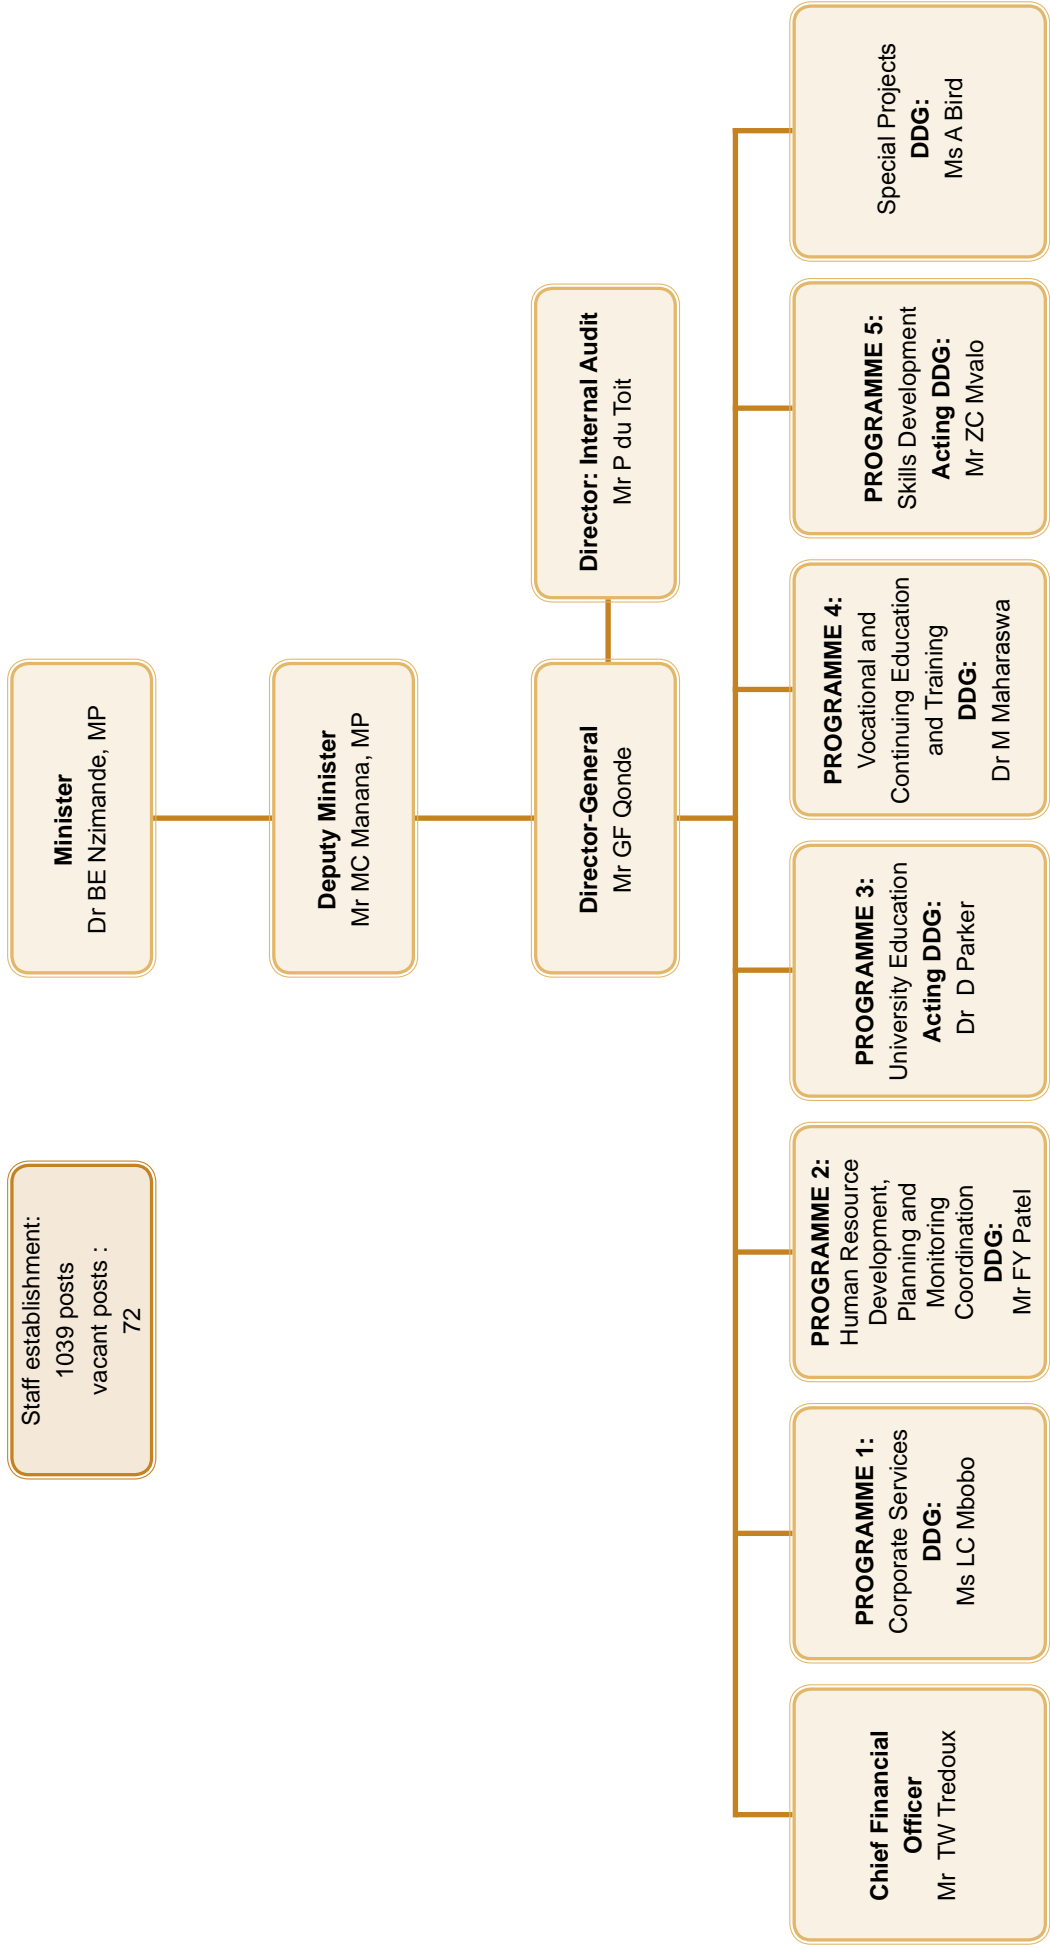 Staff establishment:
1039 posts
vacant posts :
72
Minister
Dr BE Nzimande, MP
Deputy Minister
Mr MC Manana, MP
Director-General
Mr GF Qonde
Director: Internal Audit
Mr P du Toit
Chief Financial
Officer
Mr TW Tredoux
PROGRAMME 1:
Corporate Services
DDG:
Ms LC Mbobo
PROGRAMME 2:
Human Resource
Development,
Planning and
Monitoring
Coordination
DDG:
Mr FY Patel
PROGRAMME 3:
University Education
Acting DDG:
Dr D Parker
PROGRAMME 4:
Vocational and
Continuing Education
and Training
DDG:
Dr M Maharaswa
PROGRAMME 5:
Skills Development
Acting DDG:
Mr ZC Mvalo
Special Projects
DDG:
Ms A Bird